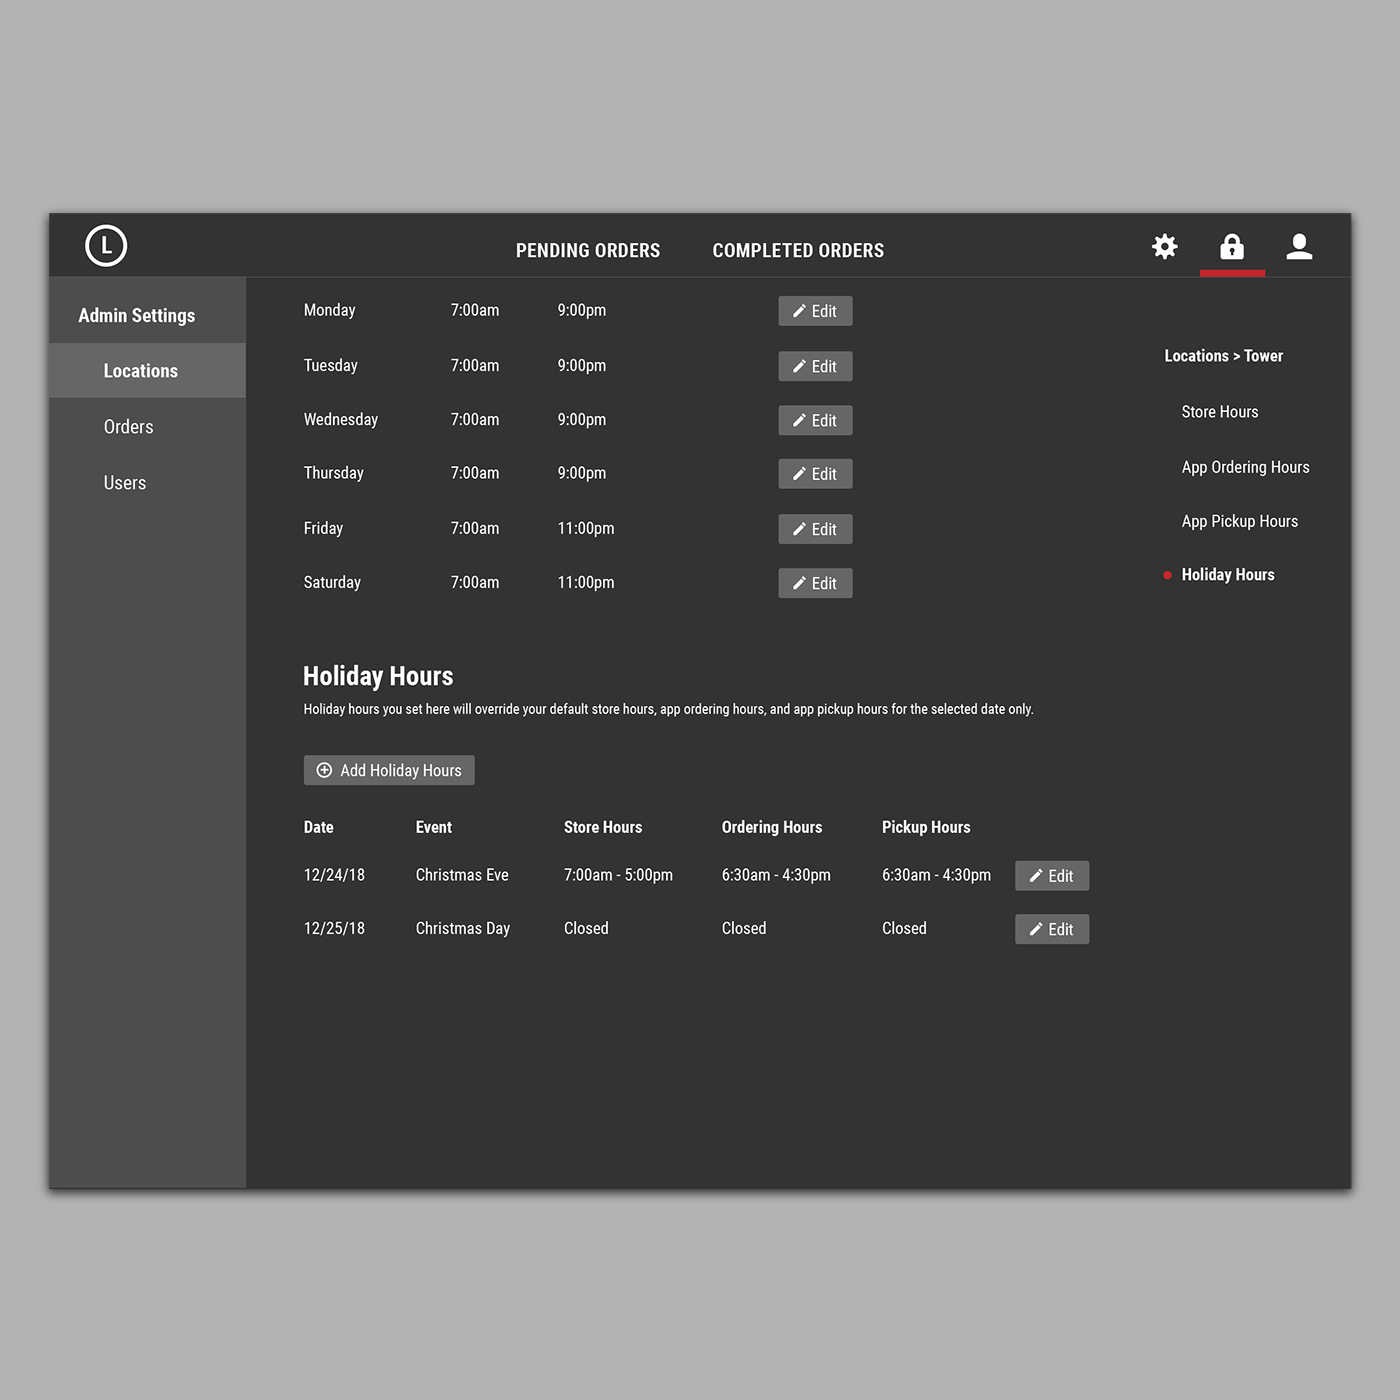 L
PENDING ORDERS COMPLETED ORDERS
Admin Settings
Locations
Orders
Users
Monday 7:00am 9:00pm Edit
Tuesday 7:00am 9:00pm Edit
Wednesday 7:00am 9:00pm Edit
Thursday 7:00am 9:00pm Edit
Friday 7:00am 11:00pm Edit
Saturday 7:00am 11:00pm Edit
Locations > Tower
Store Hours
App Ordering Hours
App Pickup Hours
Holiday Hours
Holiday Hours
Holiday hours you set here will override your default store hours, app ordering hours, and app pickup hours for the selected date only.
Add Holiday Hours
Date Event Store Hours Ordering Hours Pickup Hours
12/24/18 Christmas Eve 7:00am - 5:00pm 6:30am - 4:30pm 6:30am - 4:30pm Edit
12/25/18 Christmas Day Closed Closed Closed Edit